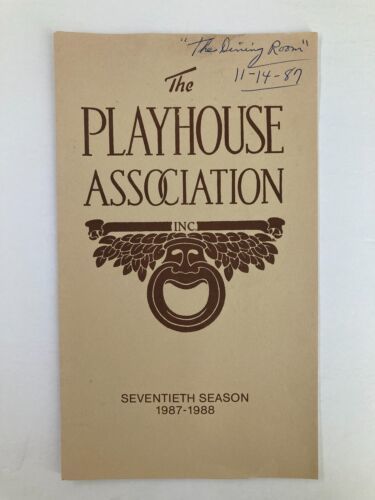 "The Dining Room"
11-14-87
The
PLAYHOUSE
ASSOCIATION
INC.
SEVENTIETH SEASON
1987-1988